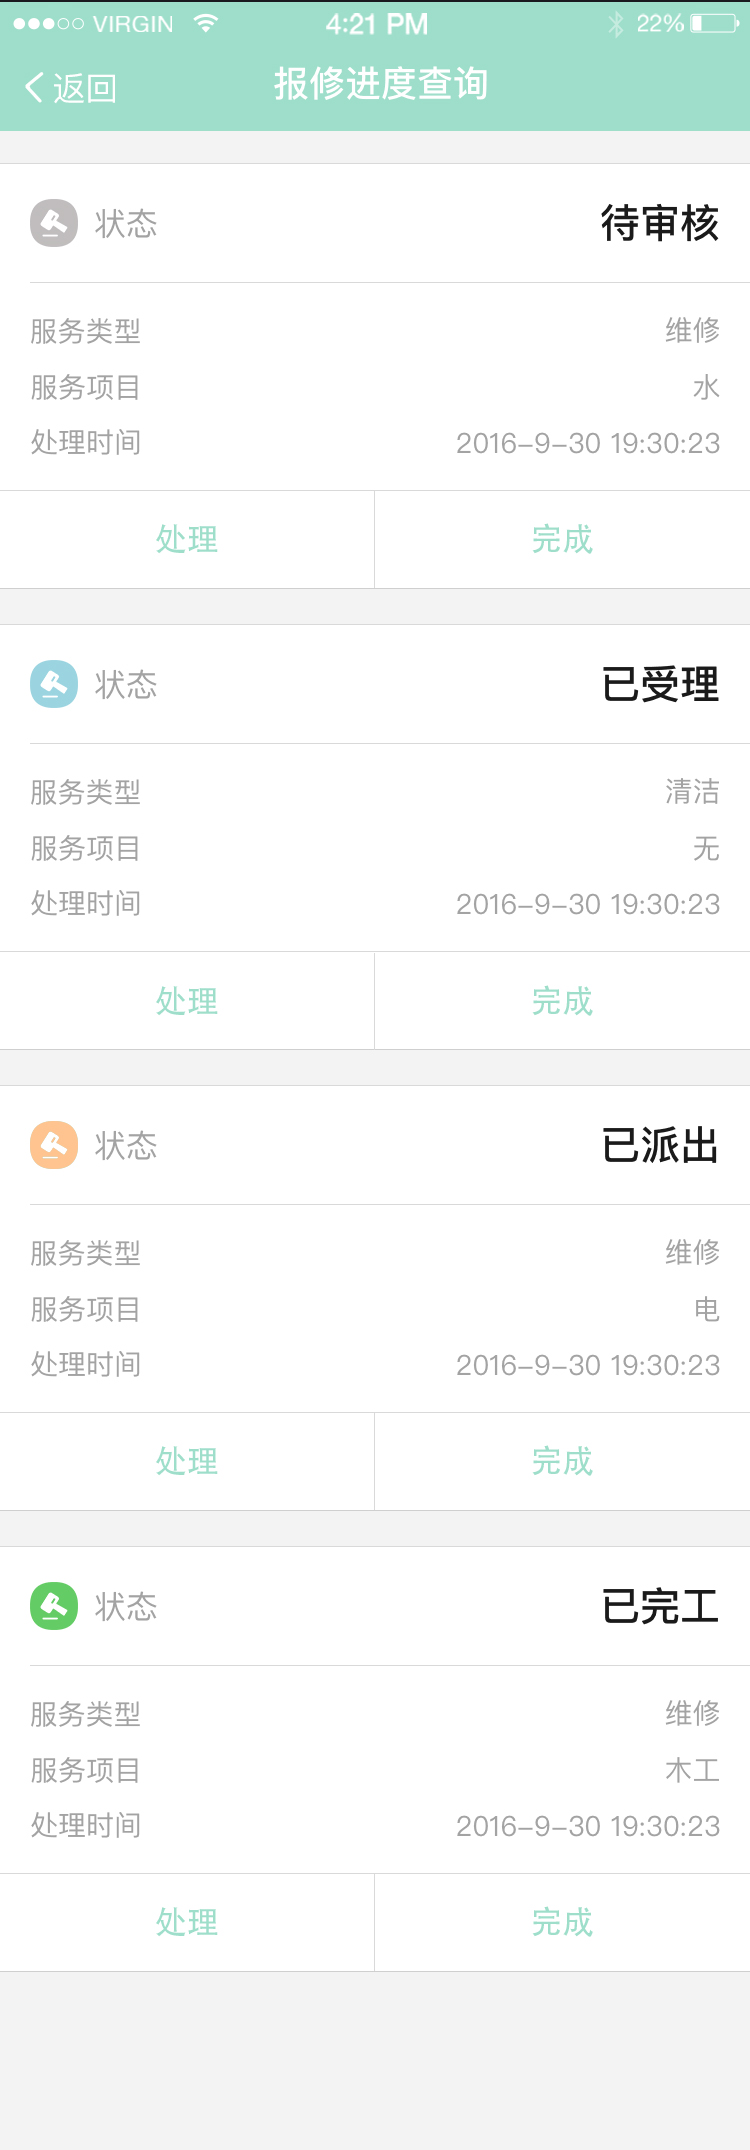 VIRGIN 4:21 PM 22%
返回 报修进度查询
状态 待审核
服务类型 维修
服务项目 水
处理时间 2016-9-30 19:30:23
处理 完成
状态 已受理
服务类型 清洁
服务项目 无
处理时间 2016-9-30 19:30:23
处理 完成
状态 已派出
服务类型 维修
服务项目 电
处理时间 2016-9-30 19:30:23
处理 完成
状态 已完工
服务类型 维修
服务项目 木工
处理时间 2016-9-30 19:30:23
处理 完成